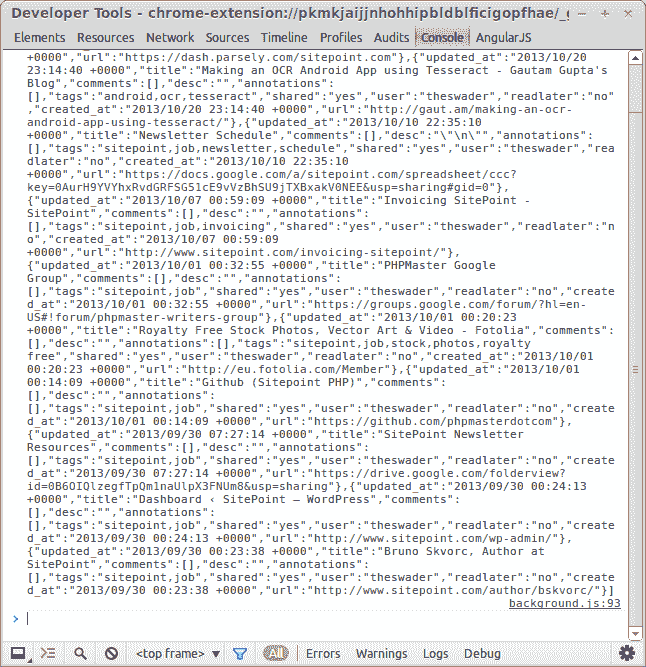 Developer Tools - chrome-extension://pkmkjaijjnhohhipbldblficigopfhae/_g
Elements Resources Network Sources Timeline Profiles Audits Console AngularJS
+0000","url":"https://dash.parsely.com/sitepoint.com"},{"updated_at":"2013/10/20
23:14:40 +0000","title":"Making an OCR Android App using Tesseract - Gautam Gupta's
Blog","comments":[],"desc":"","annotations":
[],"tags":"android,ocr,tesseract","shared":"yes","user":"theswader","readlater":"no"
,"created_at":"2013/10/20 23:14:40 +0000","url":"http://gaut.am/making-an-ocr-
android-app-using-tesseract/"},{"updated_at":"2013/10/10 22:35:10
+0000","title":"Newsletter Schedule","comments":[],"desc":"\"\n\"","annotations":
[],"tags":"sitepoint,job,newsletter,schedule","shared":"yes","user":"theswader","rea
dlater":"no","created_at":"2013/10/10 22:35:10
+0000","url":"https://docs.google.com/a/sitepoint.com/spreadsheet/ccc?
key=0AurH9YVYhxRvdGRFSG51cE9vVzBhSU9jTXBxakV0NEE&usp=sharing#gid=0"},
{"updated_at":"2013/10/07 00:59:09 +0000","title":"Invoicing SitePoint -
SitePoint","comments":[],"desc":"","annotations":
[],"tags":"sitepoint,job,invoicing","shared":"yes","user":"theswader","readlater":"n
o","created_at":"2013/10/07 00:59:09
+0000","url":"http://www.sitepoint.com/invoicing-sitepoint/"},
{"updated_at":"2013/10/01 00:32:55 +0000","title":"PHPMaster Google
Group","comments":[],"desc":"","annotations":
[],"tags":"sitepoint,job","shared":"yes","user":"theswader","readlater":"no","create
d_at":"2013/10/01 00:32:55 +0000","url":"https://groups.google.com/forum/?hl=en-
US#!forum/phpmaster-writers-group"},{"updated_at":"2013/10/01 00:20:23
+0000","title":"Royalty Free Stock Photos, Vector Art & Video - Fotolia","comments":
[],"desc":"","annotations":[],"tags":"sitepoint,job,stock,photos,royalty
free","shared":"yes","user":"theswader","readlater":"no","created_at":"2013/10/01
00:20:23 +0000","url":"http://eu.fotolia.com/Member"},{"updated_at":"2013/10/01
00:14:09 +0000","title":"Github (Sitepoint PHP)","comments":
[],"desc":"","annotations":
[],"tags":"sitepoint,job","shared":"yes","user":"theswader","readlater":"no","create
d_at":"2013/10/01 00:14:09 +0000","url":"https://github.com/phpmasterdotcom"},
{"updated_at":"2013/09/30 07:27:14 +0000","title":"SitePoint Newsletter
Resources","comments":[],"desc":"","annotations":
[],"tags":"sitepoint,job","shared":"yes","user":"theswader","readlater":"no","create
d_at":"2013/09/30 07:27:14 +0000","url":"https://drive.google.com/folderview?
id=0B6OIQlzegfTpQm1naUlpX3FNUm8&usp=sharing"},{"updated_at":"2013/09/30 00:24:13
+0000","title":"Dashboard ‹ SitePoint — WordPress","comments":
[],"desc":"","annotations":
[],"tags":"sitepoint,job","shared":"yes","user":"theswader","readlater":"no","create
d_at":"2013/09/30 00:24:13 +0000","url":"http://www.sitepoint.com/wp-admin/"},
{"updated_at":"2013/09/30 00:23:38 +0000","title":"Bruno Skvorc, Author at
SitePoint","comments":[],"desc":"","annotations":
[],"tags":"sitepoint,job","shared":"yes","user":"theswader","readlater":"no","create
d_at":"2013/09/30 00:23:38 +0000","url":"http://www.sitepoint.com/author/bskvorc/"}]
background.js:93
>
<top frame> All Errors Warnings Logs Debug